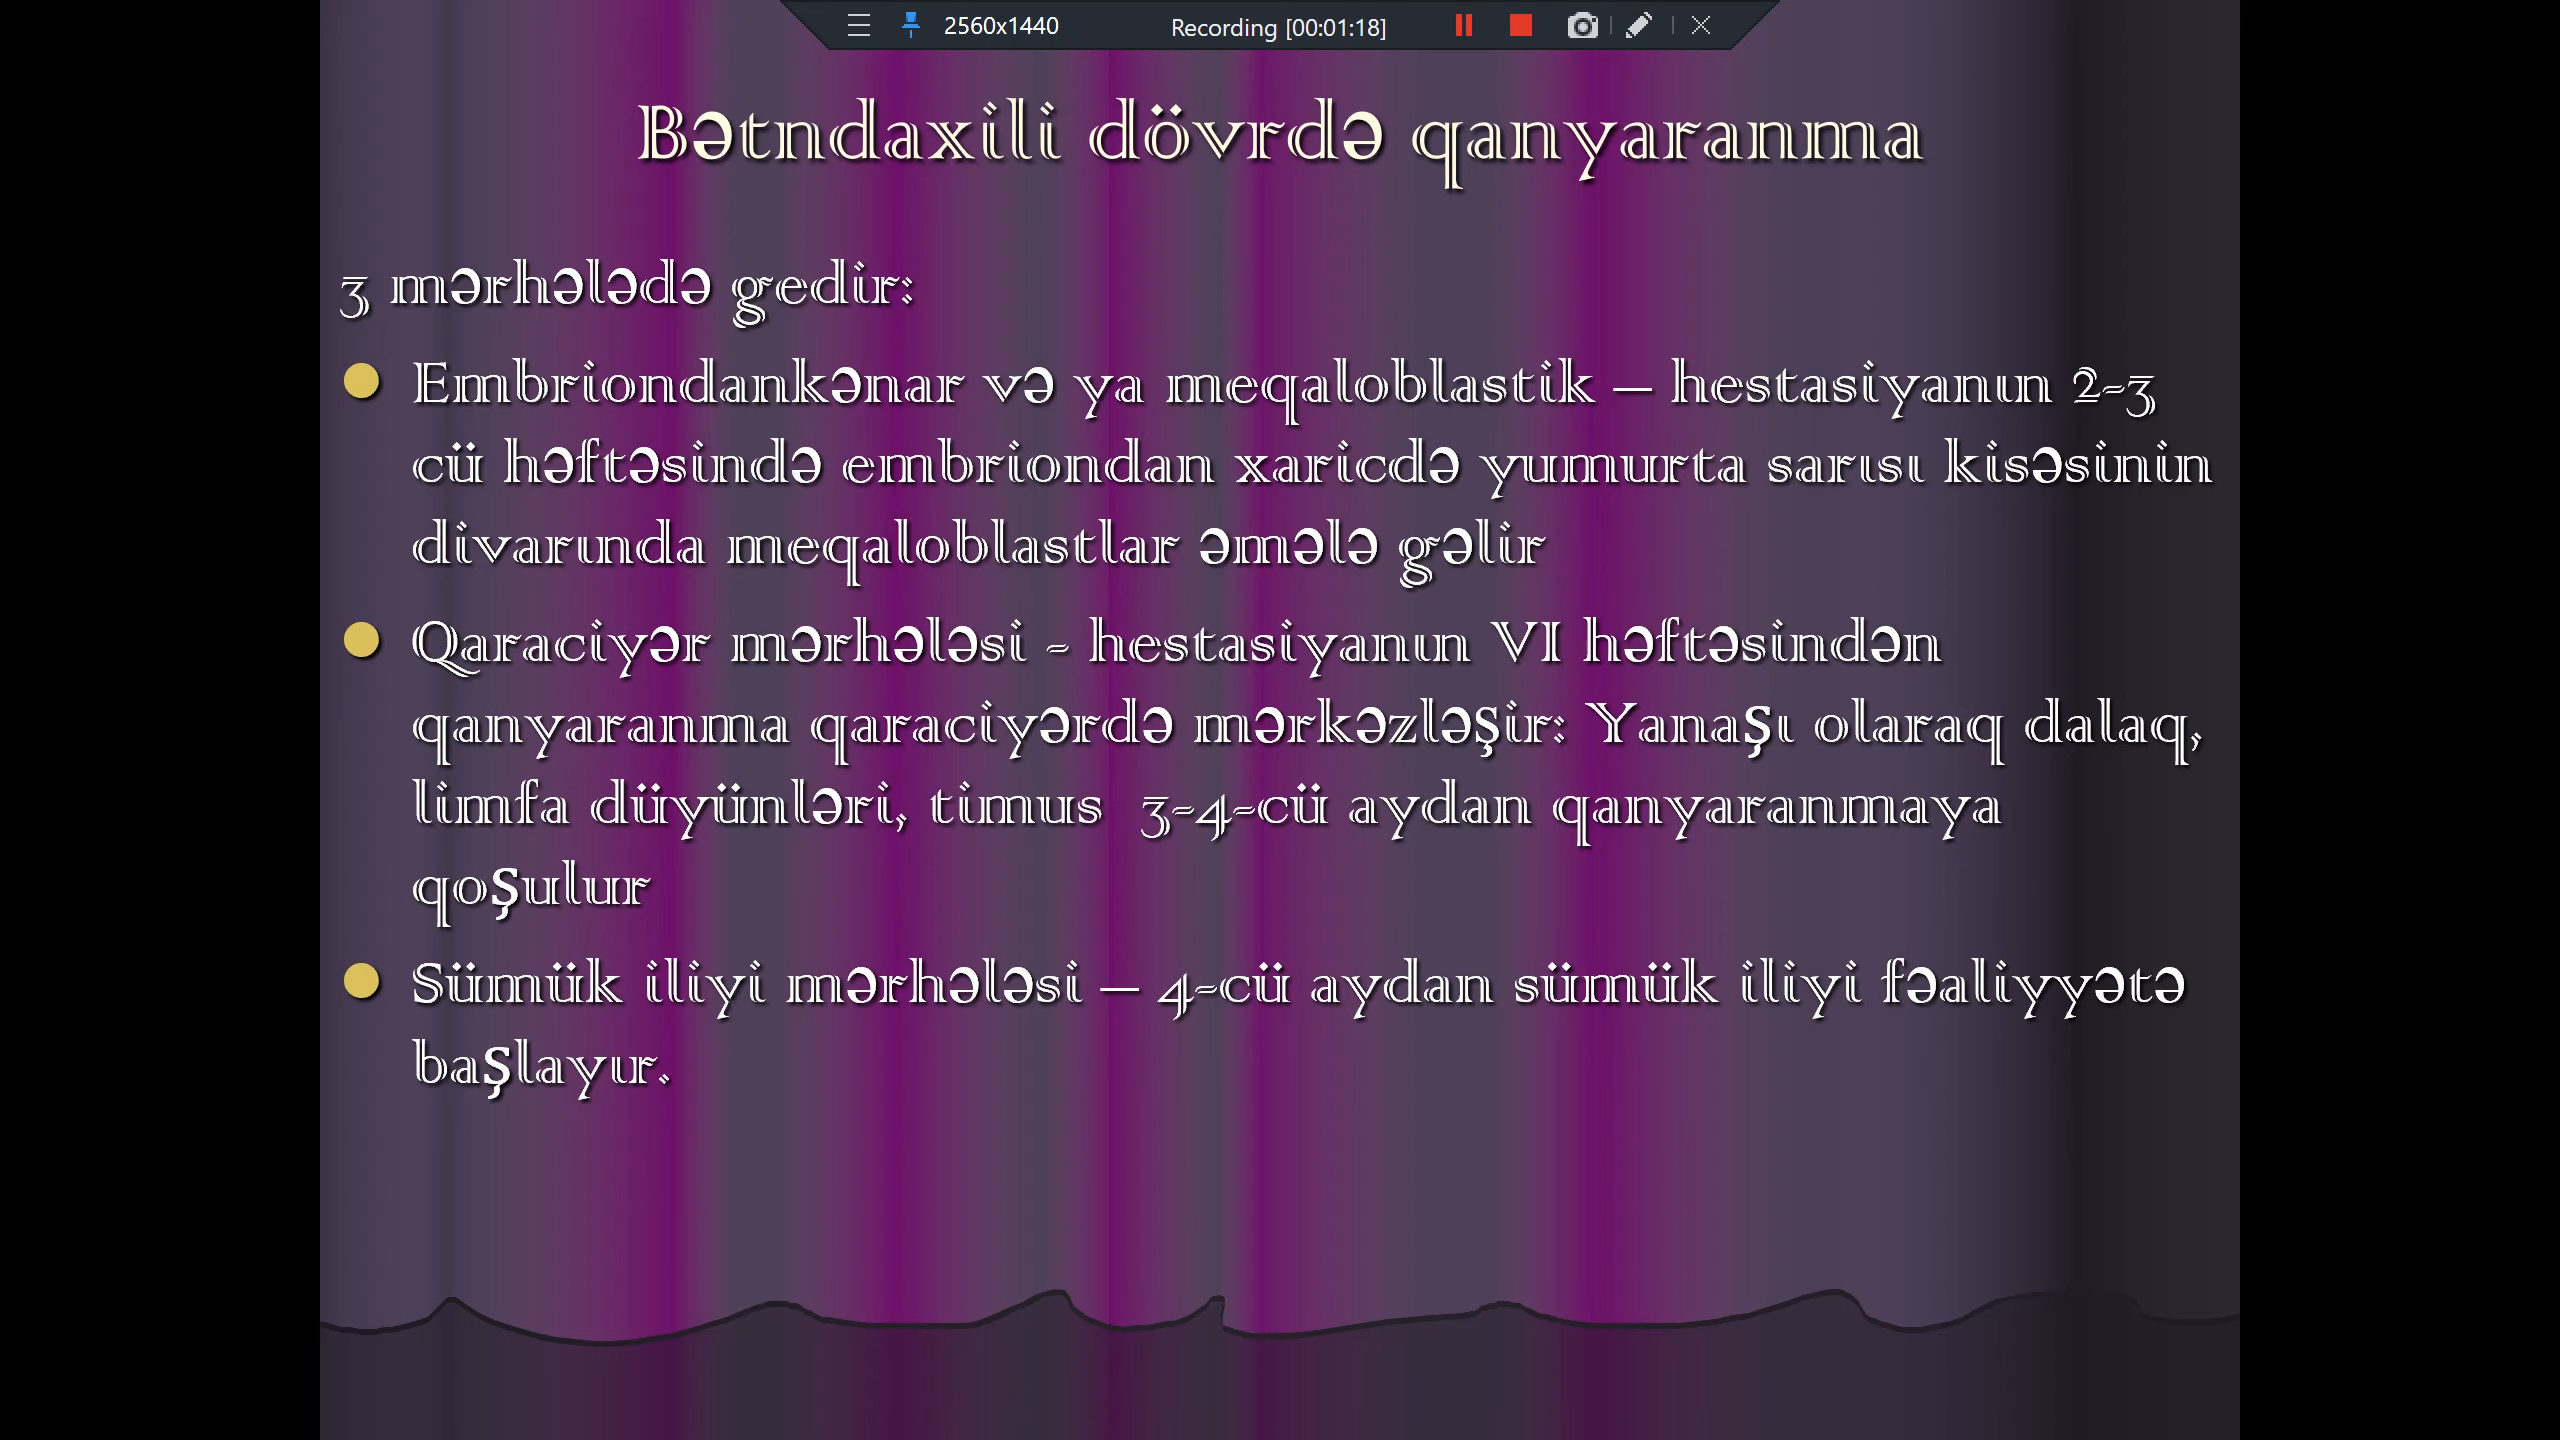 2560x1440 Recording [00:01:18]
Bətndaxili dövrdə qanyaranma
3 mərhələdə gedir:
Embriondankənar və ya meqaloblastik – hestasiyanın 2-3
cü həftəsində embriondan xaricdə yumurta sarısı kisəsinin
divarında meqaloblastlar əmələ gəlir
Qaraciyər mərhələsi - hestasiyanın VI həftəsindən
qanyaranma qaraciyərdə mərkəzləşir: Yanaşı olaraq dalaq,
limfa düyünləri, timus 3-4-cü aydan qanyaranmaya
qoşulur
Sümük iliyi mərhələsi – 4-cü aydan sümük iliyi fəaliyyətə
başlayır.